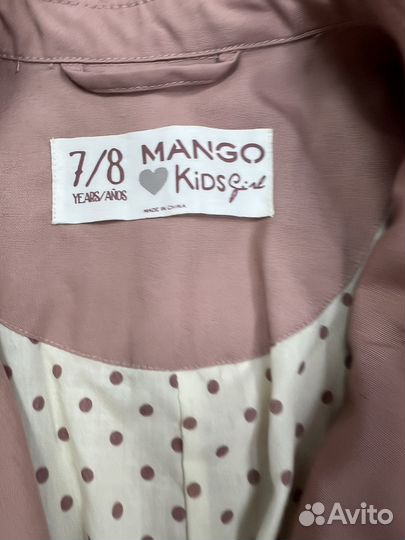 7/8 MANGO
YEARS/AÑOS KiDS girl
MADE IN CHINA
Avito